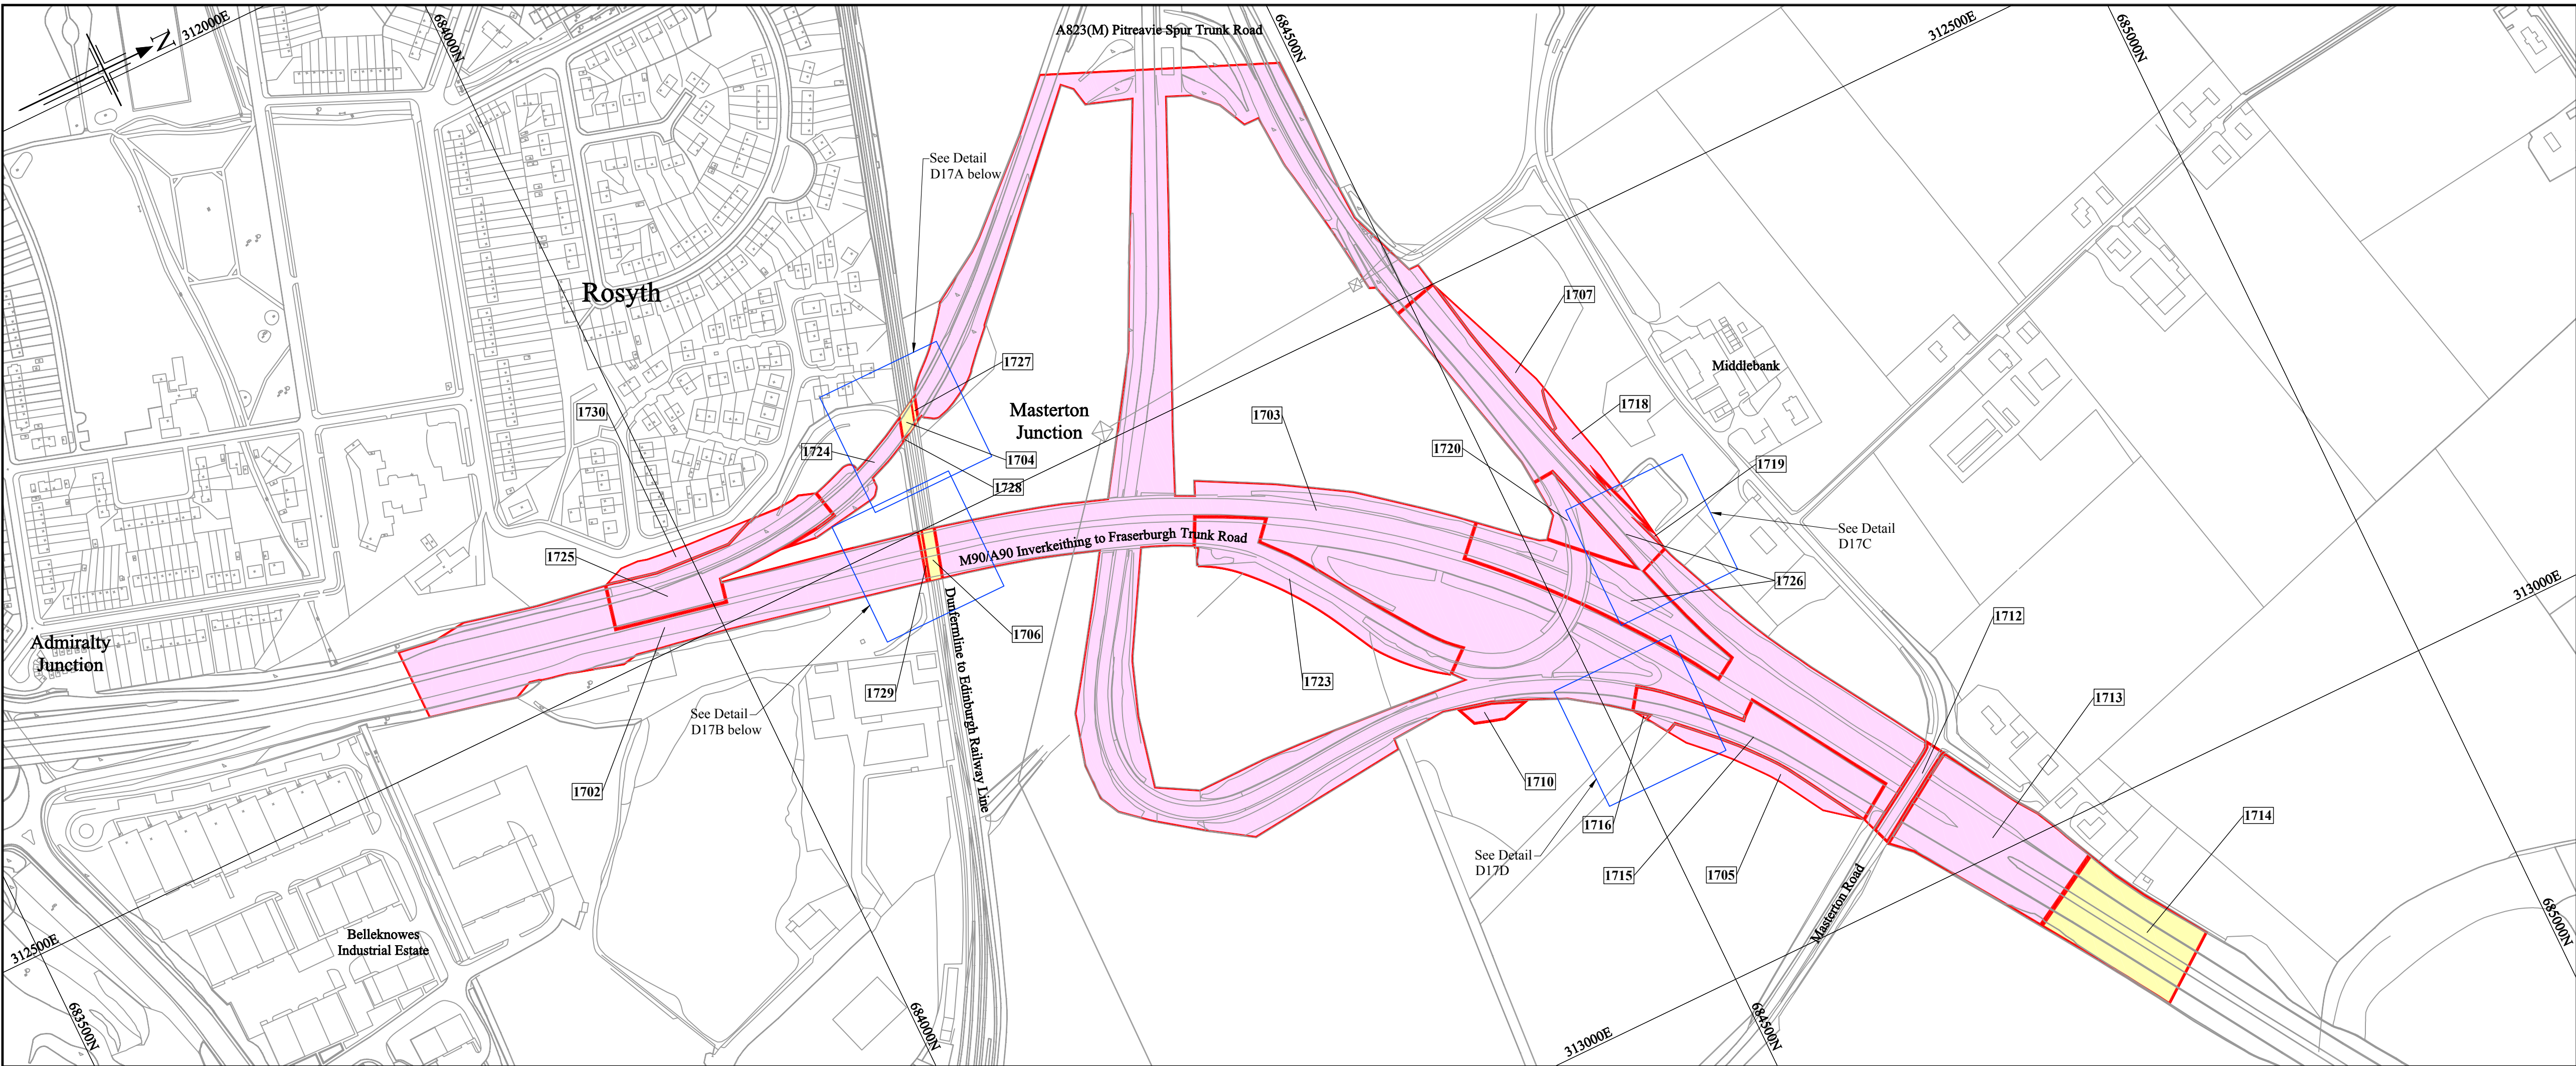 N
312000E
684000N
A823(M) Pitreavie Spur Trunk Road
684500N
312500E
685000N
See Detail
D17A below
Rosyth
1707
1727
Middlebank
1730
Masterton
Junction
1703
1718
1724
1720
1704
1719
1728
See Detail
D17C
M90/A90 Inverkeithing to Fraserburgh Trunk Road
1725
1726
313000E
1712
1706
Admiralty
Junction
Dunfermline to Edinburgh Railway Line
1723
1729
1713
See Detail
D17B below
1702
1710
1714
1716
See Detail
D17D
1715
1705
Masterton Road
Belleknowes
Industrial Estate
312500E
685000N
683500N
684000N
684500N
313000E